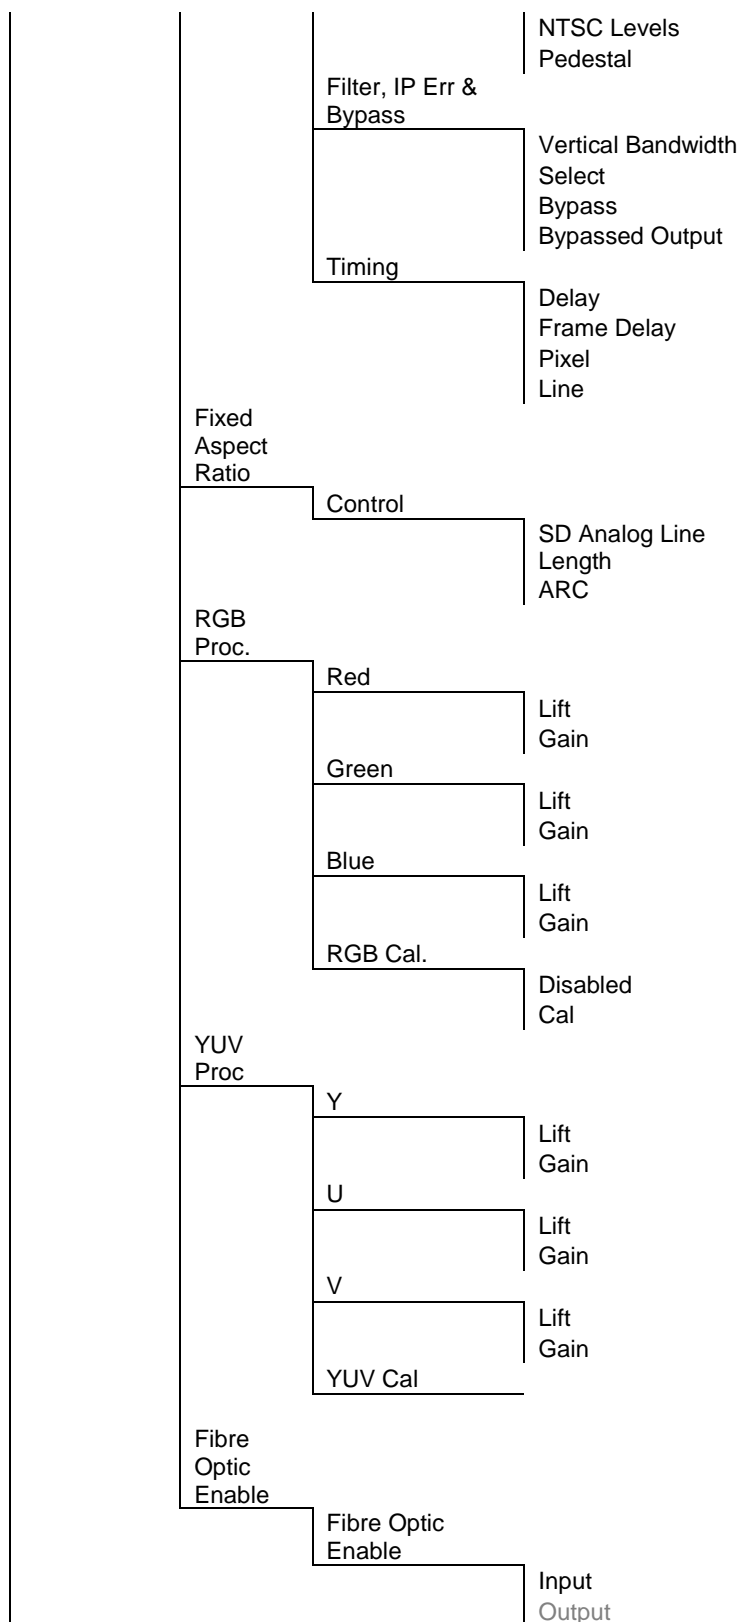 NTSC Levels
Pedestal
Filter, IP Err &
Bypass
Vertical Bandwidth
Select
Bypass
Bypassed Output
Timing
Delay
Frame Delay
Pixel
Line
Fixed
Aspect
Ratio
Control
SD Analog Line
Length
ARC
RGB
Proc.
Red
Lift
Gain
Green
Lift
Gain
Blue
Lift
Gain
RGB Cal.
Disabled
Cal
YUV
Proc
Y
Lift
Gain
U
Lift
Gain
V
Lift
Gain
YUV Cal
Fibre
Optic
Enable
Fibre Optic
Enable
Input
Output